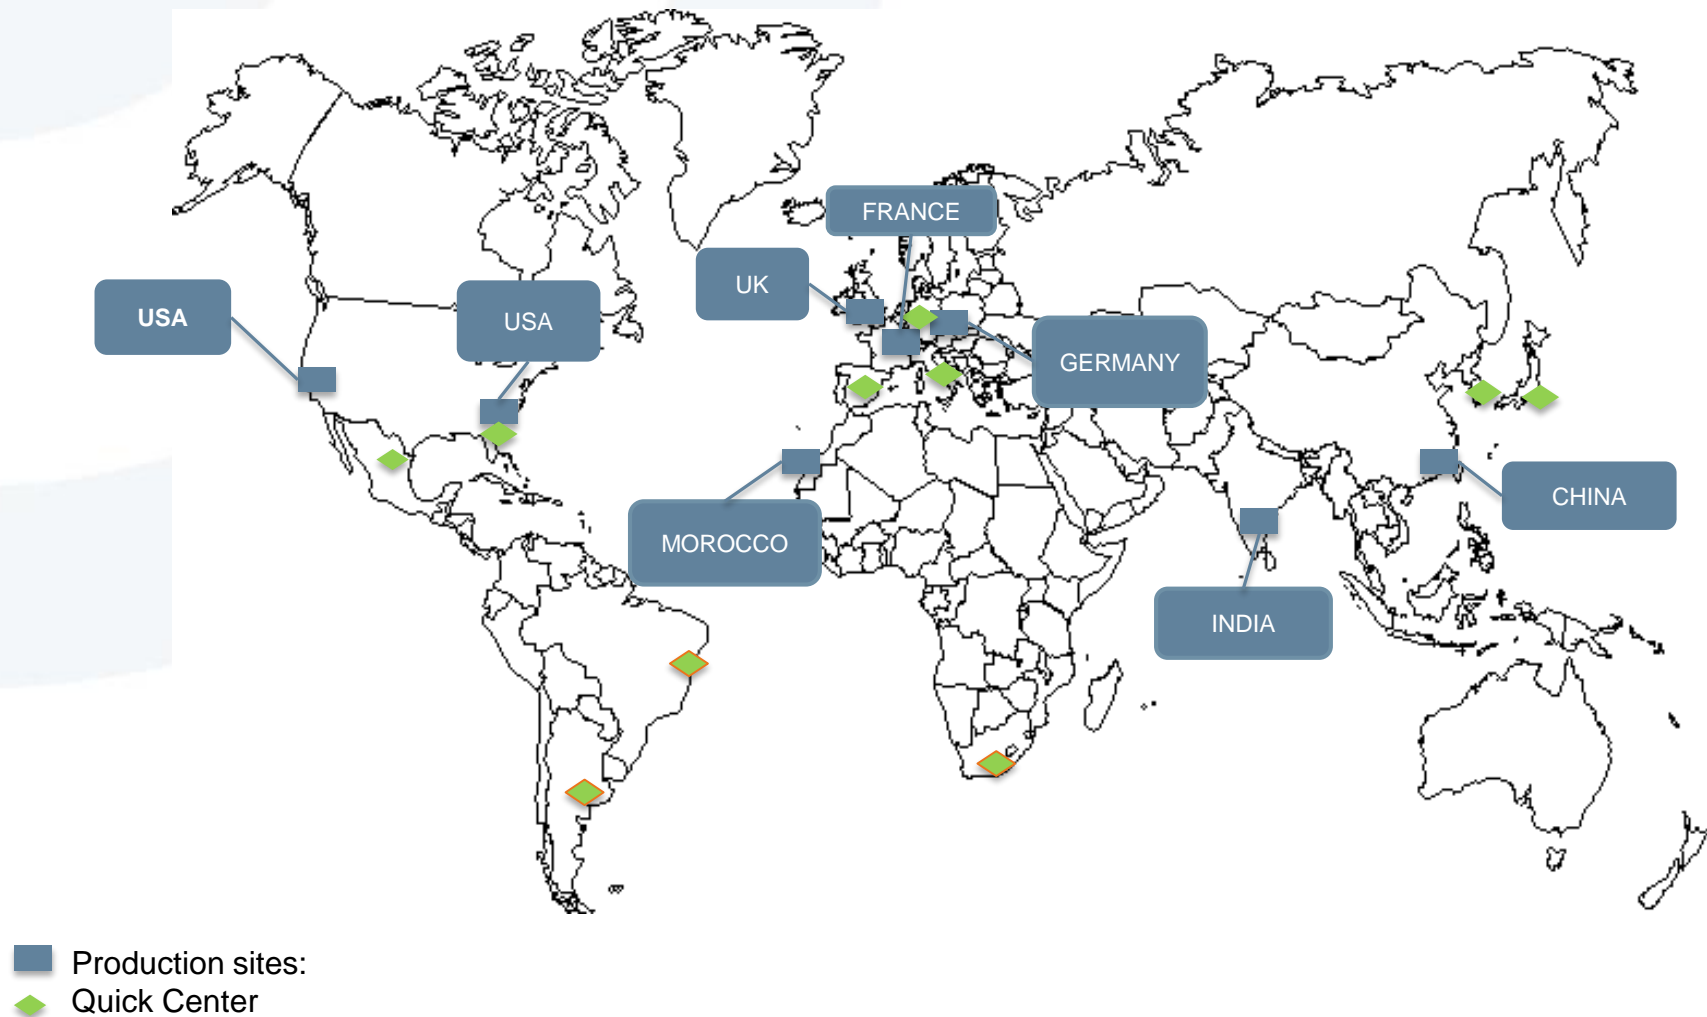 FRANCE
UK
USA
USA
GERMANY
MOROCCO
CHINA
INDIA
Production sites:
Quick Center